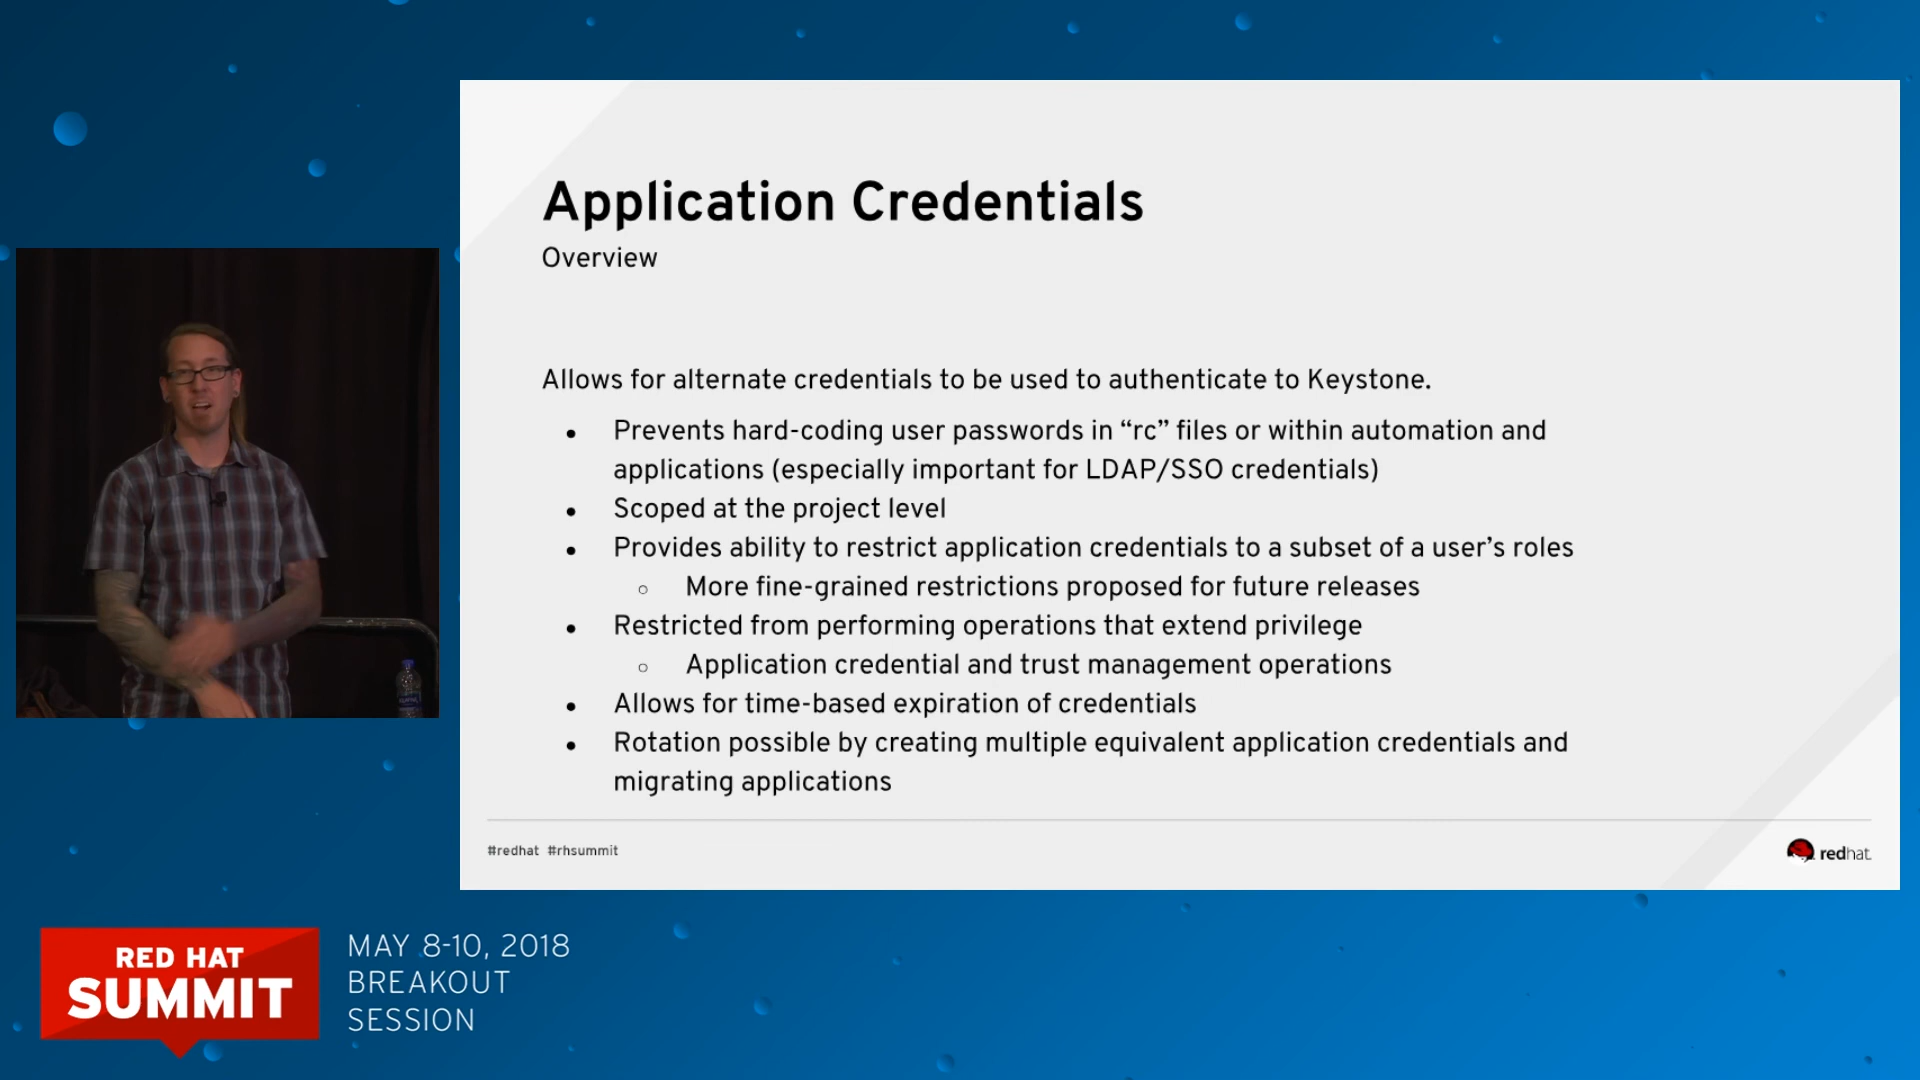 Application Credentials
Overview
Allows for alternate credentials to be used to authenticate to Keystone.
● Prevents hard-coding user passwords in “rc” files or within automation and
applications (especially important for LDAP/SSO credentials)
● Scoped at the project level
● Provides ability to restrict application credentials to a subset of a user’s roles
○ More fine-grained restrictions proposed for future releases
● Restricted from performing operations that extend privilege
○ Application credential and trust management operations
● Allows for time-based expiration of credentials
● Rotation possible by creating multiple equivalent application credentials and
migrating applications
#redhat #rhsummit
redhat.
RED HAT
SUMMIT
MAY 8-10, 2018
BREAKOUT
SESSION